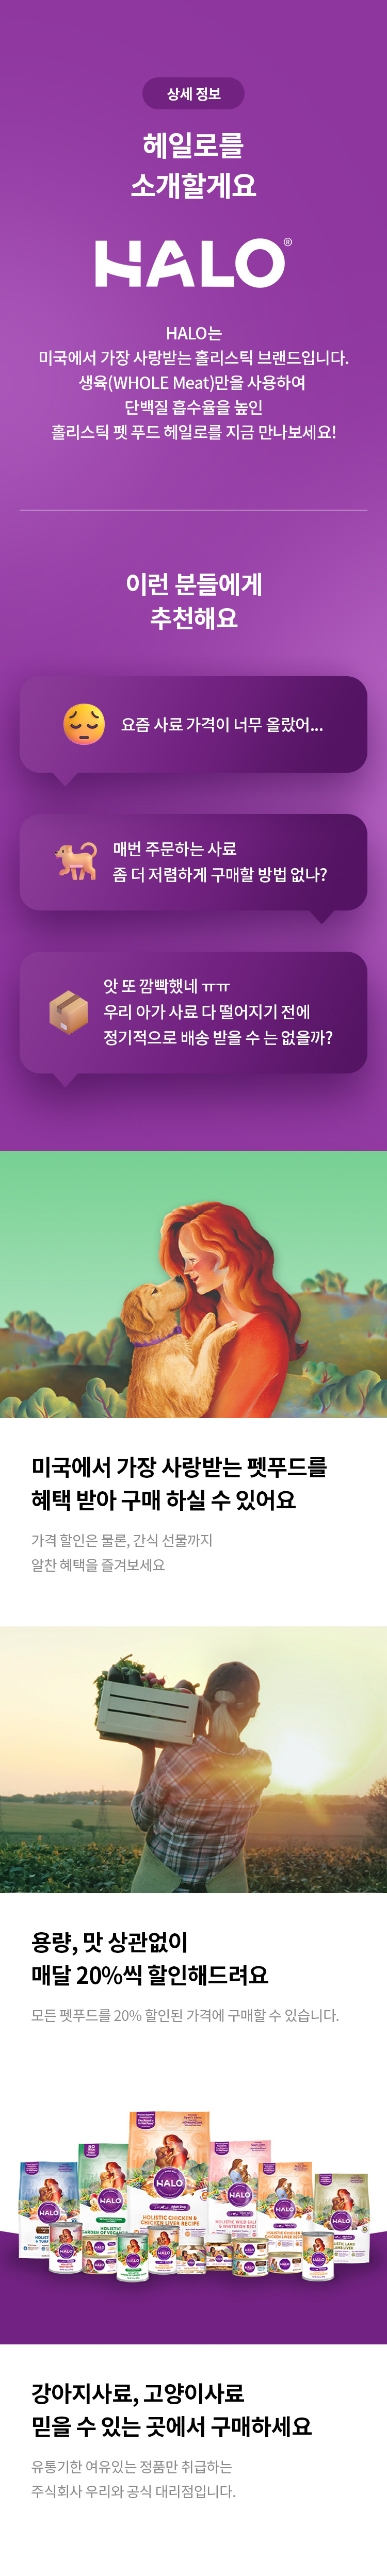 상세 정보
헤일로를
소개할게요
HALO®
HALO는
미국에서 가장 사랑받는 홀리스틱 브랜드입니다.
생육(WHOLE Meat)만을 사용하여
단백질 흡수율을 높인
홀리스틱 펫 푸드 헤일로를 지금 만나보세요!
이런 분들에게
추천해요
요즘 사료 가격이 너무 올랐어...
매번 주문하는 사료
좀 더 저렴하게 구매할 방법 없나?
앗 또 깜빡했네 ㅠㅠ
우리 아가 사료 다 떨어지기 전에
정기적으로 배송 받을 수 는 없을까?
미국에서 가장 사랑받는 펫푸드를
혜택 받아 구매 하실 수 있어요
가격 할인은 물론, 간식 선물까지
알찬 혜택을 즐겨보세요
용량, 맛 상관없이
매달 20%씩 할인해드려요
모든 펫푸드를 20% 할인된 가격에 구매할 수 있습니다.
HALO
HALO
HALO
HALO
HALO
HALO
HOLISTIC CHICKEN &
CHICKEN LIVER RECIPE
강아지사료, 고양이사료
믿을 수 있는 곳에서 구매하세요
유통기한 여유있는 정품만 취급하는
주식회사 우리와 공식 대리점입니다.